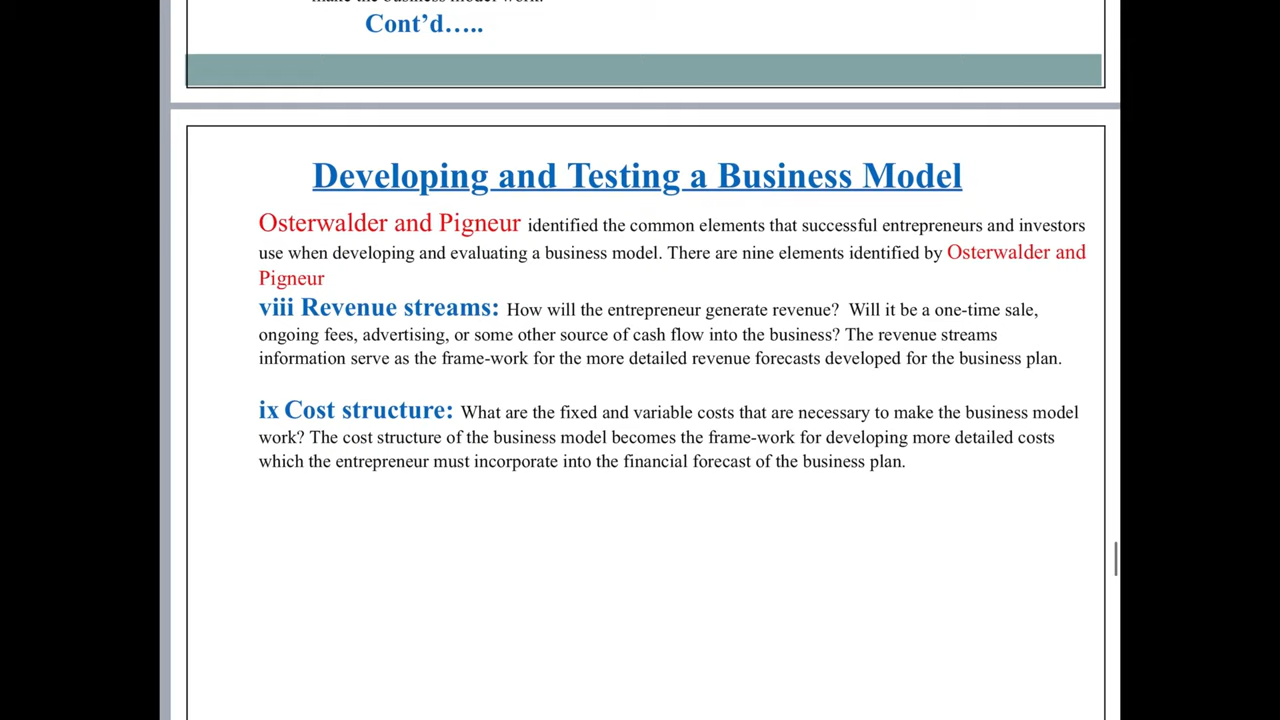 make the business model work.
Cont’d…..
Developing and Testing a Business Model
Osterwalder and Pigneur identified the common elements that successful entrepreneurs and investors
use when developing and evaluating a business model. There are nine elements identified by Osterwalder and
Pigneur
viii Revenue streams: How will the entrepreneur generate revenue?  Will it be a one-time sale,
ongoing fees, advertising, or some other source of cash flow into the business? The revenue streams
information serve as the frame-work for the more detailed revenue forecasts developed for the business plan.
ix Cost structure: What are the fixed and variable costs that are necessary to make the business model
work? The cost structure of the business model becomes the frame-work for developing more detailed costs
which the entrepreneur must incorporate into the financial forecast of the business plan.